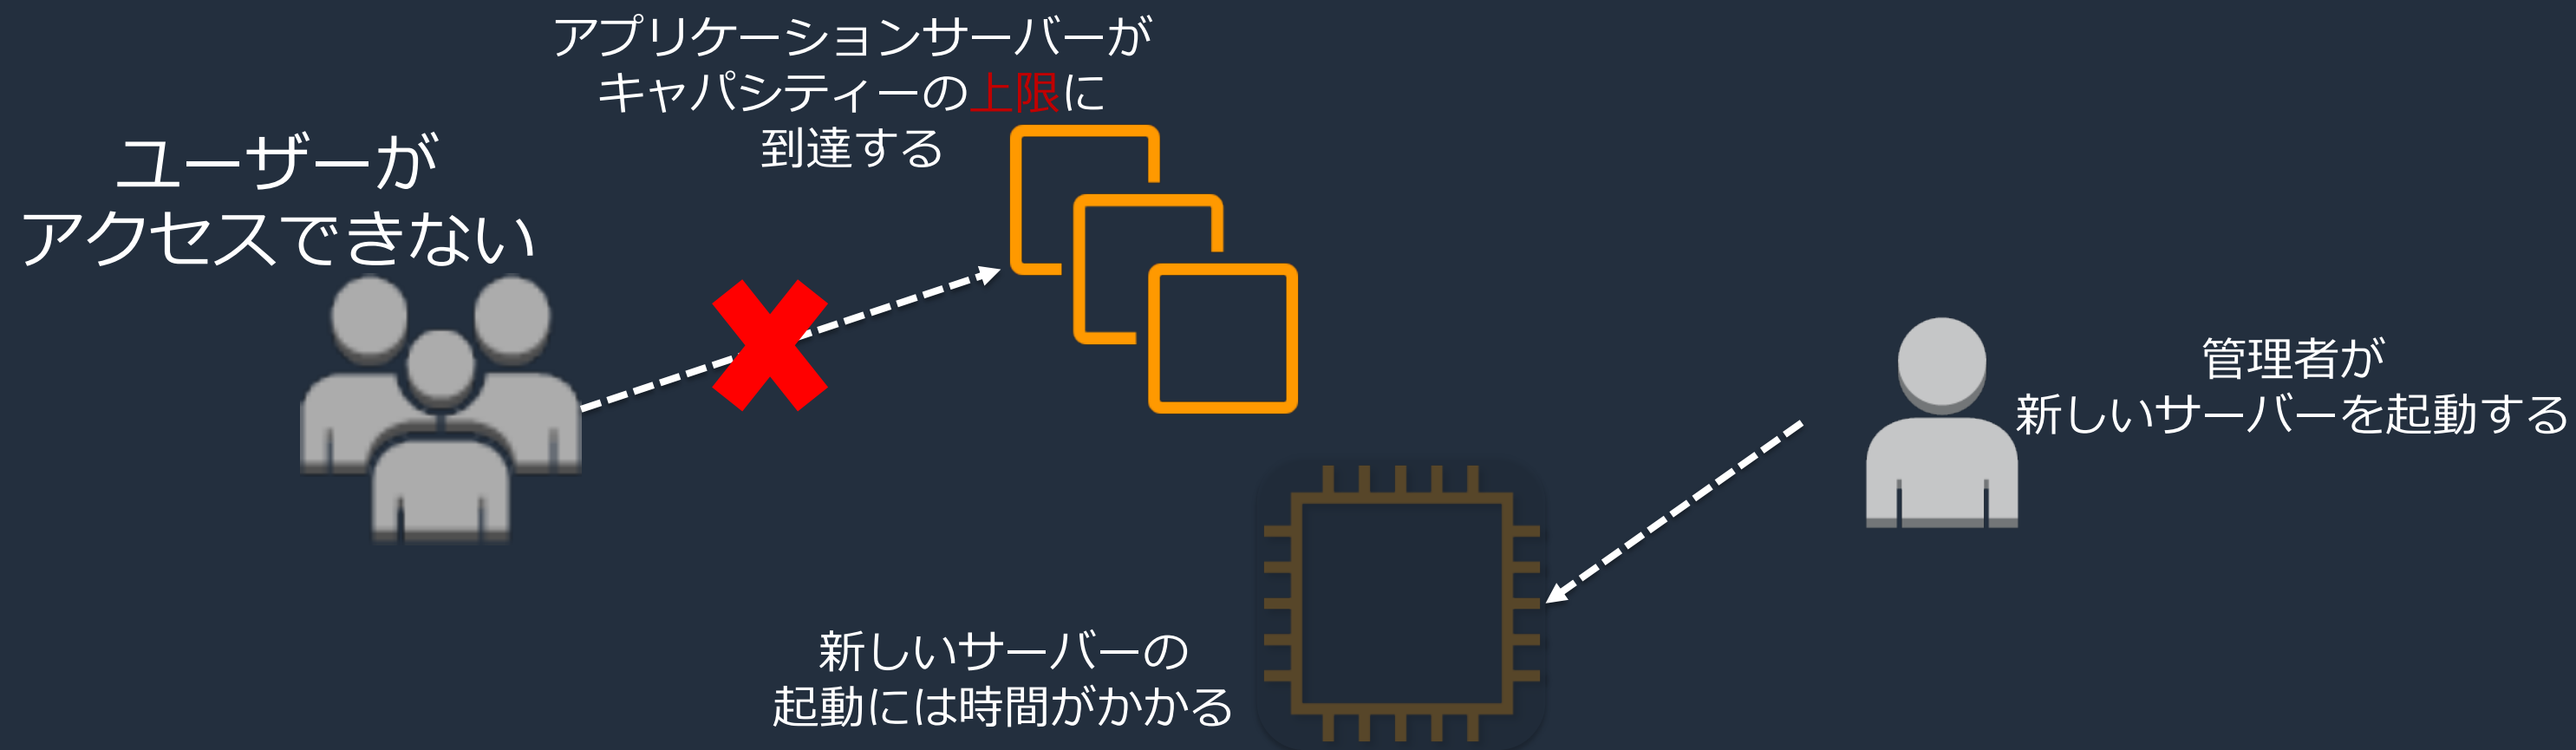 アプリケーションサーバーが
キャパシティーの上限に
到達する
ユーザーが
アクセスできない
管理者が
新しいサーバーを起動する
新しいサーバーの
起動には時間がかかる